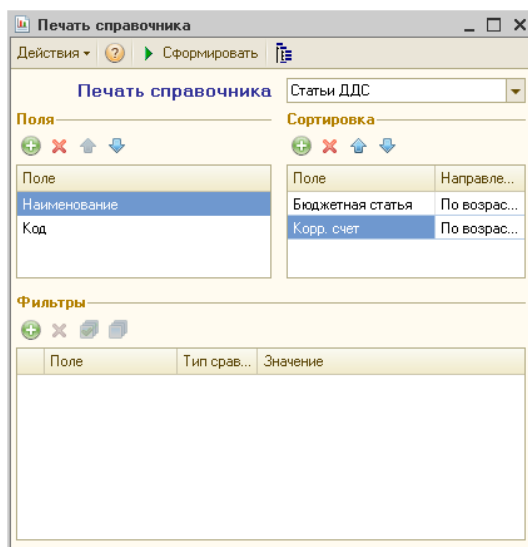 Печать справочника
Действия Сформировать
Печать справочника Статьи ДДС
Поля Сортировка
Поле Поле Направле...
Наименование Бюджетная статья По возрас...
Код Корр. счет По возрас...
Фильтры
Поле Тип срав... Значение